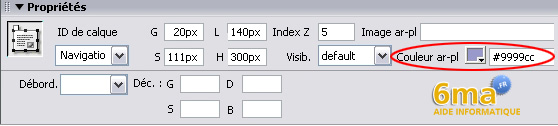 Propriétés
ID de calque G 20px L 140px Index Z 5 Image ar-pl
Navigatio S 111px H 300px Visib. default Couleur ar-pl #9999cc
Débord. Déc. : G D
S B
6ma .FR
AIDE INFORMATIQUE